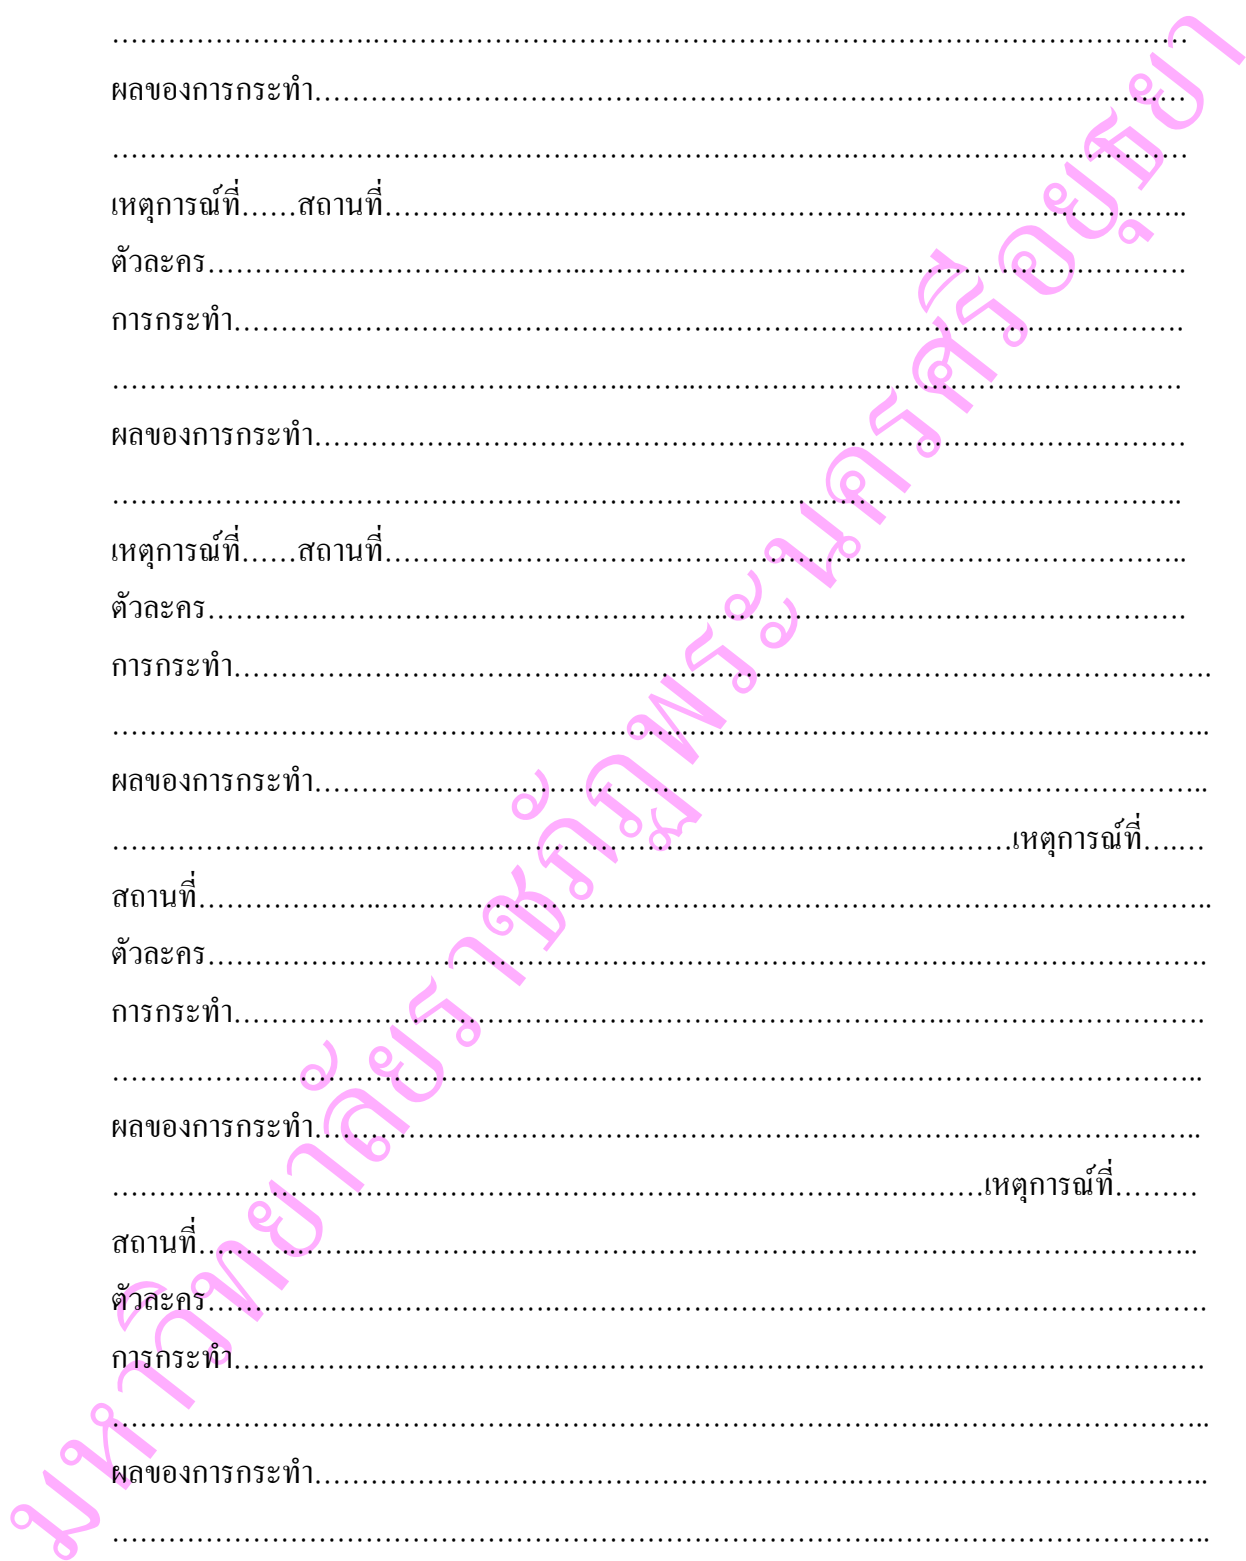 ………………………..……………………………………………………………………………
ผลของการกระทำ…………………………………………………………………………………
…………………………………………………………………….………………………………
เหตุการณ์ที่……สถานที่…………………………………………………………………………..
ตัวละคร…………………………………...……………………………………………………….
การกระทำ……………………………………………...………………………………………….
……………………………………………….……...…………………………………………….
ผลของการกระทำ…………………………………………………………………………………
…………………………………………………………………………………………………..
เหตุการณ์ที่……สถานที่…………………………………………………………………………..
ตัวละคร………………………………………………...………………………………………….
การกระทำ……………………………………...…………………………………………………….
……………………………………………………..………………………………………………..
ผลของการกระทำ……………………………………..……………………………………………...
…………………………………………………………………………………….เหตุการณ์ที่….…
สถานที่………………..……………………………………………………………………………..
ตัวละคร……………………………………………………………………….…………………….
การกระทำ………………………………………………………………….……………………….
………………………………………………………………………….…………………………..
ผลของการกระทำ…………………………………………………………………………………..
…………………………………………………………………………………เหตุการณ์ที่………
สถานที่………………...……………………………………………………………………………..
ตัวละคร…………………………………………………………………………………………….
การกระทำ……………………………………………….………………………………………….
……………………………………………………………………………...………………………..
ผลของการกระทำ………………………………………………….………………………………..
………………………………………………………………………...……………………………..
มหาวิทยาลัยราชภัฏพระนครศรีอยุธยา